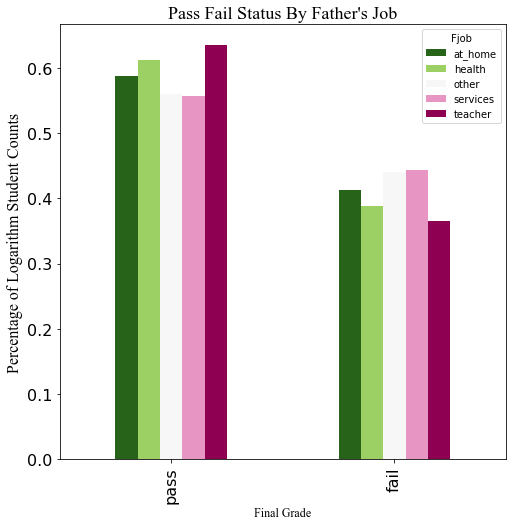 Pass Fail Status By Father's Job
Fjob
at_home
health
other
services
teacher
Percentage of Logarithm Student Counts
0.6
0.5
0.4
0.3
0.2
0.1
0.0
pass
fail
Final Grade